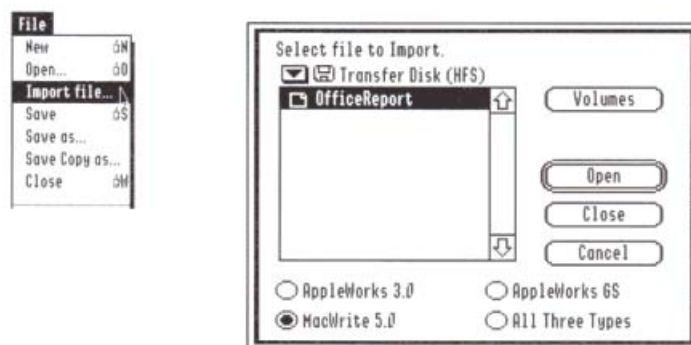 File
New ⌘N
Open... ⌘O
Import file...
Save ⌘S
Save as...
Save Copy as...
Close ⌘W
Select file to Import.
Transfer Disk (HFS)
OfficeReport
Volumes
Open
Close
Cancel
AppleWorks 3.0
AppleWorks GS
MacWrite 5.0
All Three Types